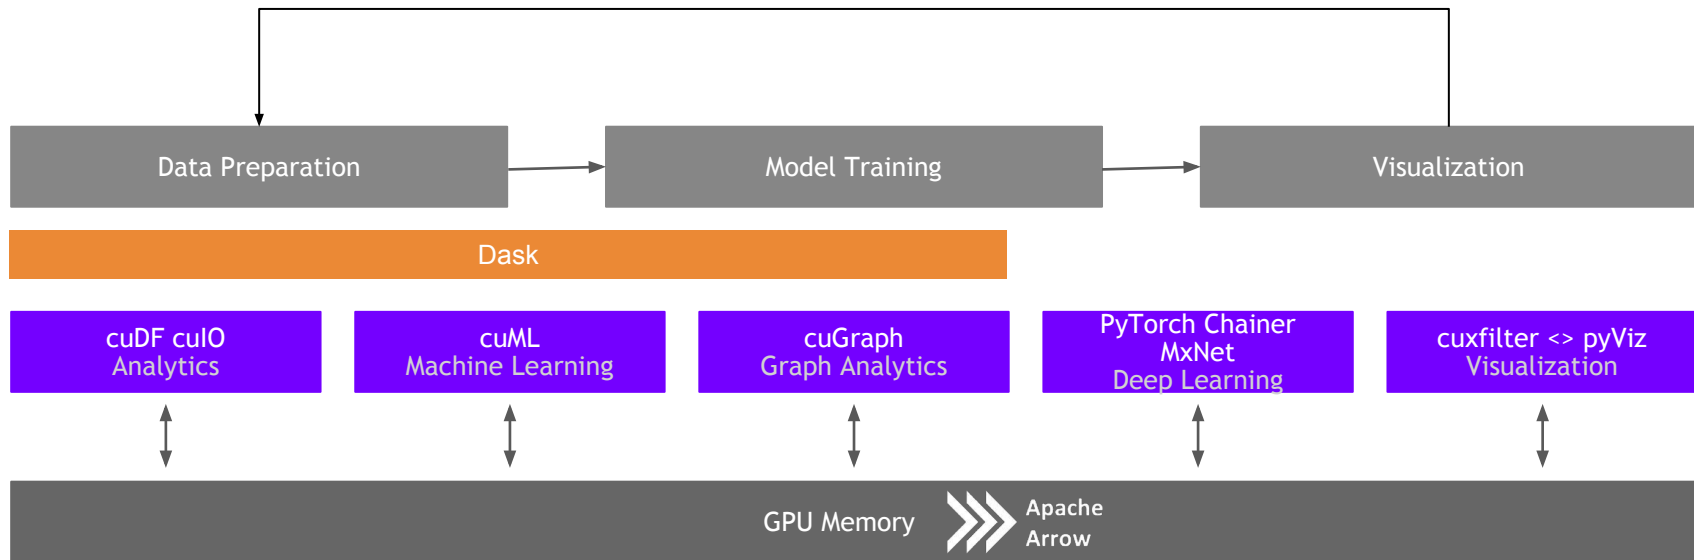 Data Preparation
Model Training
Visualization
Dask
cuDF cuIO
Analytics
cuML
Machine Learning
cuGraph
Graph Analytics
PyTorch Chainer
MxNet
Deep Learning
cuxfilter <> pyViz
Visualization
GPU Memory
Apache
Arrow